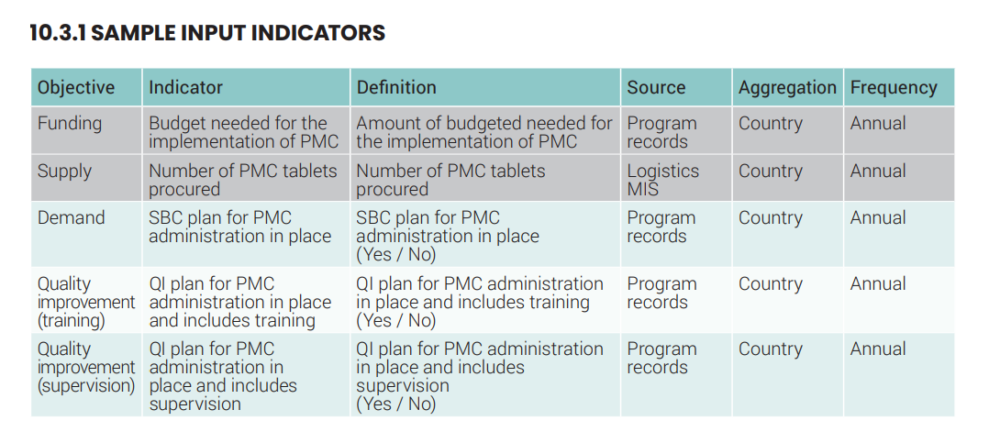 10.3.1 SAMPLE INPUT INDICATORS
Objective Indicator Definition Source Aggregation Frequency
Funding Budget needed for the Amount of budgeted needed for Program Country Annual
implementation of PMC the implementation of PMC records
Supply Number of PMC tablets Number of PMC tablets Logistics Country Annual
procured procured MIS
Demand SBC plan for PMC SBC plan for PMC Program Country Annual
administration in place administration in place records
(Yes / No)
Quality QI plan for PMC QI plan for PMC administration Program Country Annual
improvement administration in place in place and includes training records
(training) and includes training (Yes / No)
Quality QI plan for PMC QI plan for PMC administration Program Country Annual
improvement administration in in place and includes records
(supervision) place and includes supervision
supervision (Yes / No)